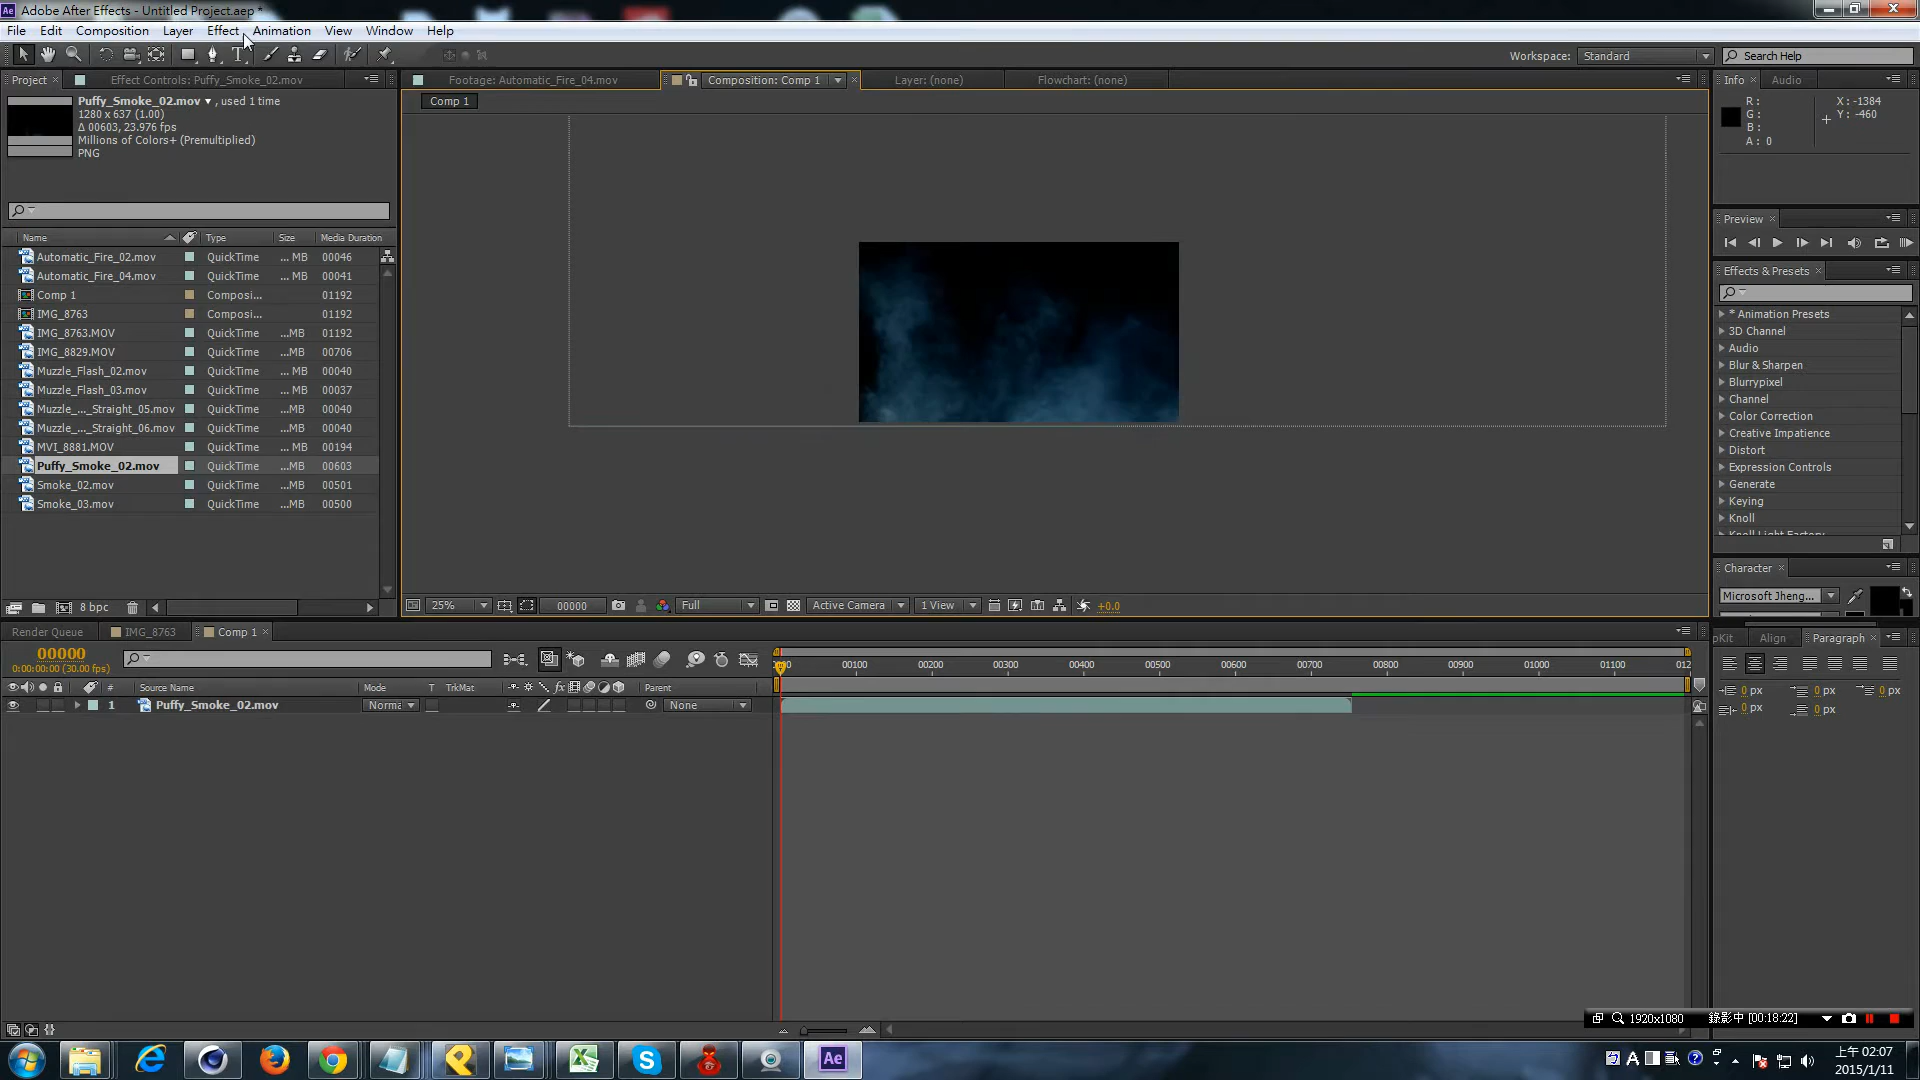 Adobe After Effects - Untitled Project.aep *
File Edit Composition Layer Effect Animation View Window Help
Workspace: Standard Search Help
Project Effect Controls: Puffy_Smoke_02.mov
Footage: Automatic_Fire_04.mov Composition: Comp 1 Layer: (none) Flowchart: (none)
Info Audio
Puffy_Smoke_02.mov , used 1 time
1280 x 637 (1.00)
Δ 00603, 23.976 fps
Millions of Colors+ (Premultiplied)
PNG
Comp 1
R:
G:
B:
A: 0
X: -1384
Y: -460
Name Type Size Media Duration
Automatic_Fire_02.mov QuickTime ... MB 00046
Automatic_Fire_04.mov QuickTime ... MB 00041
Comp 1 Composi... 01192
IMG_8763 Composi... 01192
IMG_8763.MOV QuickTime ...MB 01192
IMG_8829.MOV QuickTime ...MB 00706
Muzzle_Flash_02.mov QuickTime ... MB 00040
Muzzle_Flash_03.mov QuickTime ... MB 00037
Muzzle_..._Straight_05.mov QuickTime ... MB 00040
Muzzle_..._Straight_06.mov QuickTime ... MB 00040
MVI_8881.MOV QuickTime ...MB 00194
Puffy_Smoke_02.mov QuickTime ...MB 00603
Smoke_02.mov QuickTime ...MB 00501
Smoke_03.mov QuickTime ...MB 00500
8 bpc
25% 00000 Full Active Camera 1 View +0.0
Preview
Effects & Presets
* Animation Presets
3D Channel
Audio
Blur & Sharpen
Blurrypixel
Channel
Color Correction
Creative Impatience
Distort
Expression Controls
Generate
Keying
Knoll
Knoll Light Factory
Character
Microsoft Jheng...
Render Queue IMG_8763 Comp 1
oKit Align Paragraph
00000
0:00:00:00 (30.00 fps)
00100 00200 00300 00400 00500 00600 00700 00800 00900 01000 01100 012
# Source Name Mode T TrkMat fx Parent
1 Puffy_Smoke_02.mov Norma None
0 px 0 px 0 px
0 px 0 px
1920x1080 錄影中 [00:18:22]
A
上午 02:07
2015/1/11